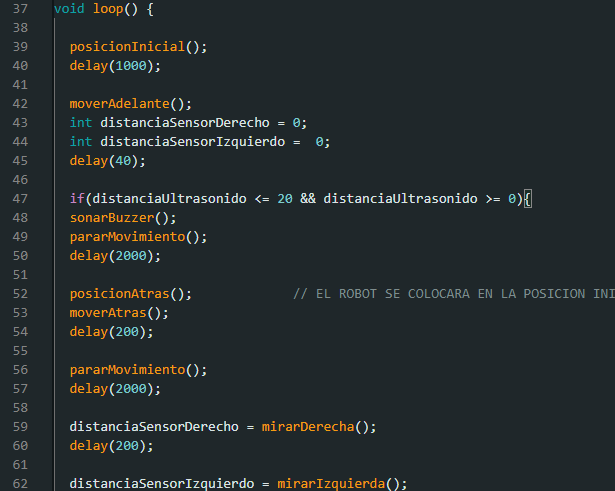 37 void loop() {
38
39 posicionInicial();
40 delay(1000);
41
42 moverAdelante();
43 int distanciaSensorDerecho = 0;
44 int distanciaSensorIzquierdo =  0;
45 delay(40);
46
47 if(distanciaUltrasonido <= 20 && distanciaUltrasonido >= 0){
48 sonarBuzzer();
49 pararMovimiento();
50 delay(2000);
51
52 posicionAtras(); // EL ROBOT SE COLOCARA EN LA POSICION INI
53 moverAtras();
54 delay(200);
55
56 pararMovimiento();
57 delay(2000);
58
59 distanciaSensorDerecho = mirarDerecha();
60 delay(200);
61
62 distanciaSensorIzquierdo = mirarIzquierda();